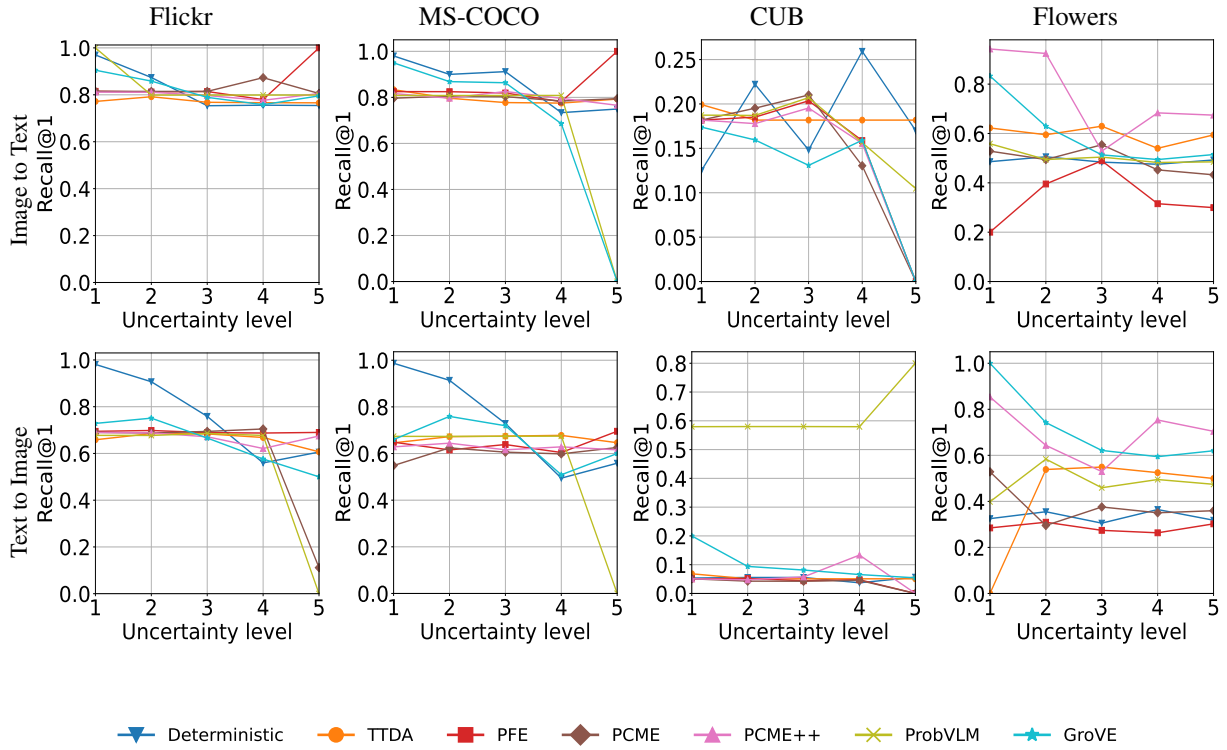 Flickr MS-COCO CUB Flowers
Image to Text
Recall@1 Recall@1 Recall@1 Recall@1
1.0 1.0
0.8 0.8 0.25 0.8
0.6 0.6 0.20 0.6
0.4 0.4 0.15 0.4
0.2 0.2 0.10 0.2
0.0 0.0 0.05
0.00
1 2 3 4 5 1 2 3 4 5 1 2 3 4 5 1 2 3 4 5
Uncertainty level Uncertainty level Uncertainty level Uncertainty level
Text to Image
Recall@1 Recall@1 Recall@1 Recall@1
1.0 1.0 0.8 1.0
0.8 0.8 0.7 0.8
0.6 0.6 0.6 0.6
0.4 0.4 0.5 0.4
0.2 0.2 0.4 0.2
0.0 0.0 0.3 0.0
0.2
0.1
0.0
1 2 3 4 5 1 2 3 4 5 1 2 3 4 5 1 2 3 4 5
Uncertainty level Uncertainty level Uncertainty level Uncertainty level
Deterministic TTDA PFE PCME PCME++ ProbVLM GroVE